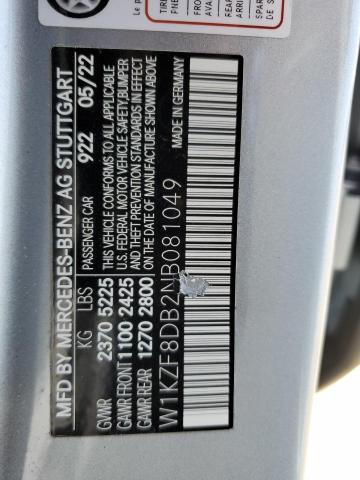 MFD BY MERCEDES-BENZ AG STUTTGART
PASSENGER CAR 922 05/22
KG LBS
GVWR 2370 5225
GAWR FRONT 1100 2425
GAWR REAR 1270 2800
THIS VEHICLE CONFORMS TO ALL APPLICABLE
U.S. FEDERAL MOTOR VEHICLE SAFETY, BUMPER
AND THEFT PREVENTION STANDARDS IN EFFECT
ON THE DATE OF MANUFACTURE SHOWN ABOVE
MADE IN GERMANY
W1KZF8DB2NB081049